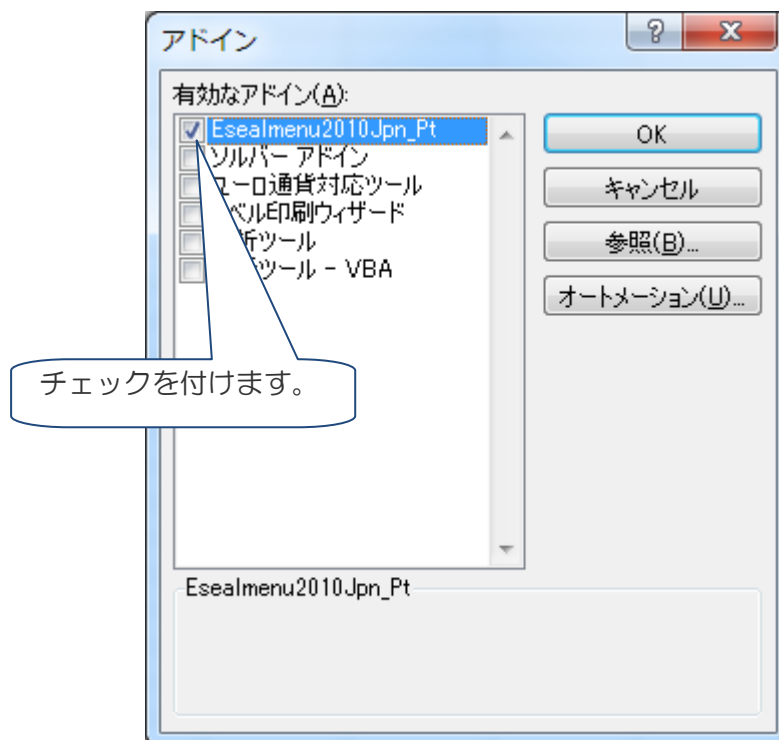 アドイン
有効なアドイン(A):
Esealmenu2010Jpn_Pt
ソルバー アドイン
ユーロ通貨対応ツール
ベル印刷ウィザード
析ツール
ツール - VBA
OK
キャンセル
参照(B)...
オートメーション(U)...
チェックを付けます。
Esealmenu2010Jpn_Pt